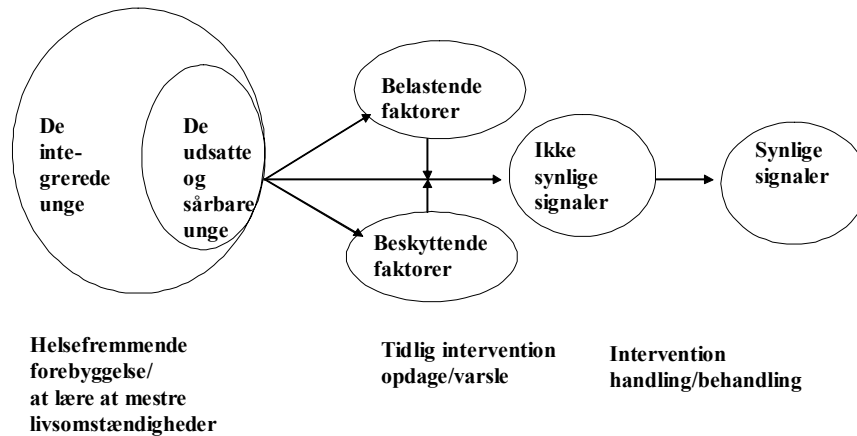 De
inte-
grerede
unge
De
udsatte
og
sårbare
unge
Belastende
faktorer
Beskyttende
faktorer
Ikke
synlige
signaler
Synlige
signaler
Helsefremmende
forebyggelse/
at lære at mestre
livsomstændigheder
Tidlig intervention
opdage/varsle
Intervention
handling/behandling